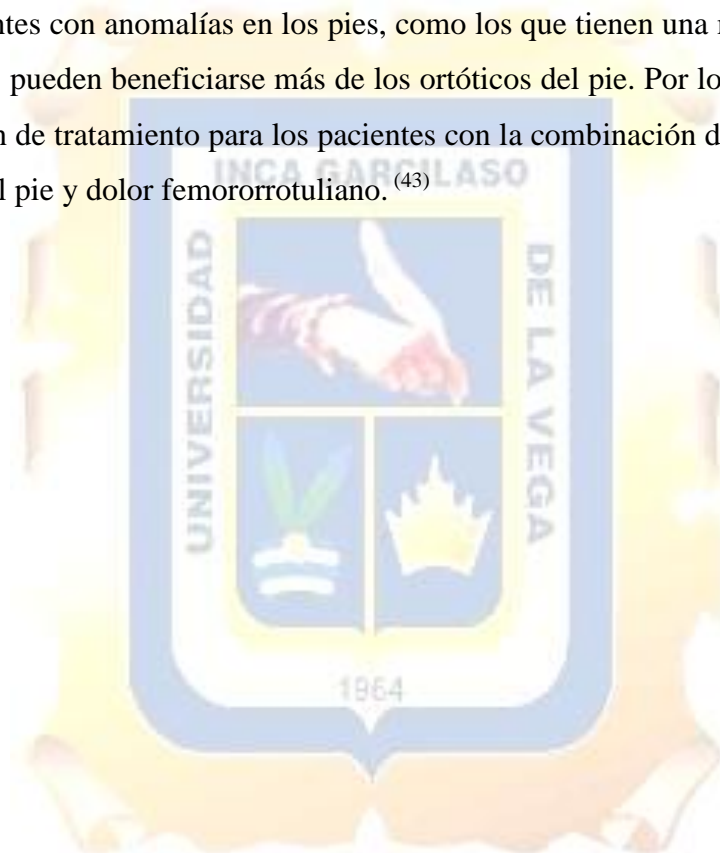 ntes con anomalías en los pies, como los que tienen una
pueden beneficiarse más de los ortóticos del pie. Por lo
n de tratamiento para los pacientes con la combinación d
l pie y dolor femororrotuliano. (43)
INCA GARCILASO
UNIVERSIDAD
DE LA VEGA
1964